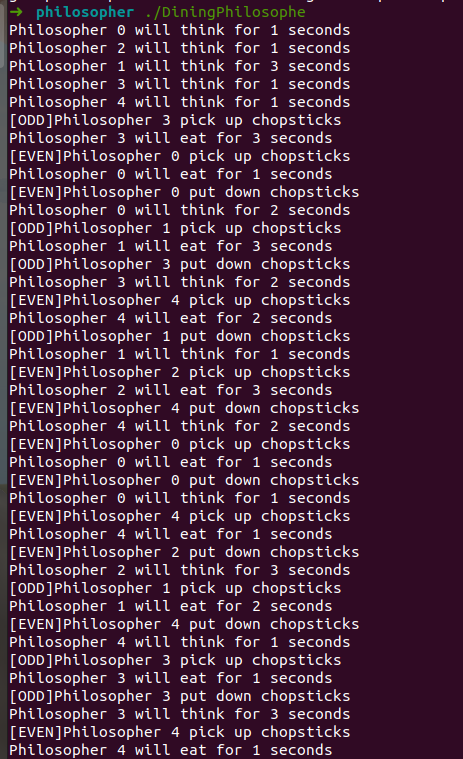 ➜ philosopher ./DiningPhilosophe
Philosopher 0 will think for 1 seconds
Philosopher 2 will think for 1 seconds
Philosopher 1 will think for 3 seconds
Philosopher 3 will think for 1 seconds
Philosopher 4 will think for 1 seconds
[ODD]Philosopher 3 pick up chopsticks
Philosopher 3 will eat for 3 seconds
[EVEN]Philosopher 0 pick up chopsticks
Philosopher 0 will eat for 1 seconds
[EVEN]Philosopher 0 put down chopsticks
Philosopher 0 will think for 2 seconds
[ODD]Philosopher 1 pick up chopsticks
Philosopher 1 will eat for 3 seconds
[ODD]Philosopher 3 put down chopsticks
Philosopher 3 will think for 2 seconds
[EVEN]Philosopher 4 pick up chopsticks
Philosopher 4 will eat for 2 seconds
[ODD]Philosopher 1 put down chopsticks
Philosopher 1 will think for 1 seconds
[EVEN]Philosopher 2 pick up chopsticks
Philosopher 2 will eat for 3 seconds
[EVEN]Philosopher 4 put down chopsticks
Philosopher 4 will think for 2 seconds
[EVEN]Philosopher 0 pick up chopsticks
Philosopher 0 will eat for 1 seconds
[EVEN]Philosopher 0 put down chopsticks
Philosopher 0 will think for 1 seconds
[EVEN]Philosopher 4 pick up chopsticks
Philosopher 4 will eat for 1 seconds
[EVEN]Philosopher 2 put down chopsticks
Philosopher 2 will think for 3 seconds
[ODD]Philosopher 1 pick up chopsticks
Philosopher 1 will eat for 2 seconds
[EVEN]Philosopher 4 put down chopsticks
Philosopher 4 will think for 1 seconds
[ODD]Philosopher 3 pick up chopsticks
Philosopher 3 will eat for 1 seconds
[ODD]Philosopher 3 put down chopsticks
Philosopher 3 will think for 3 seconds
[EVEN]Philosopher 4 pick up chopsticks
Philosopher 4 will eat for 1 seconds